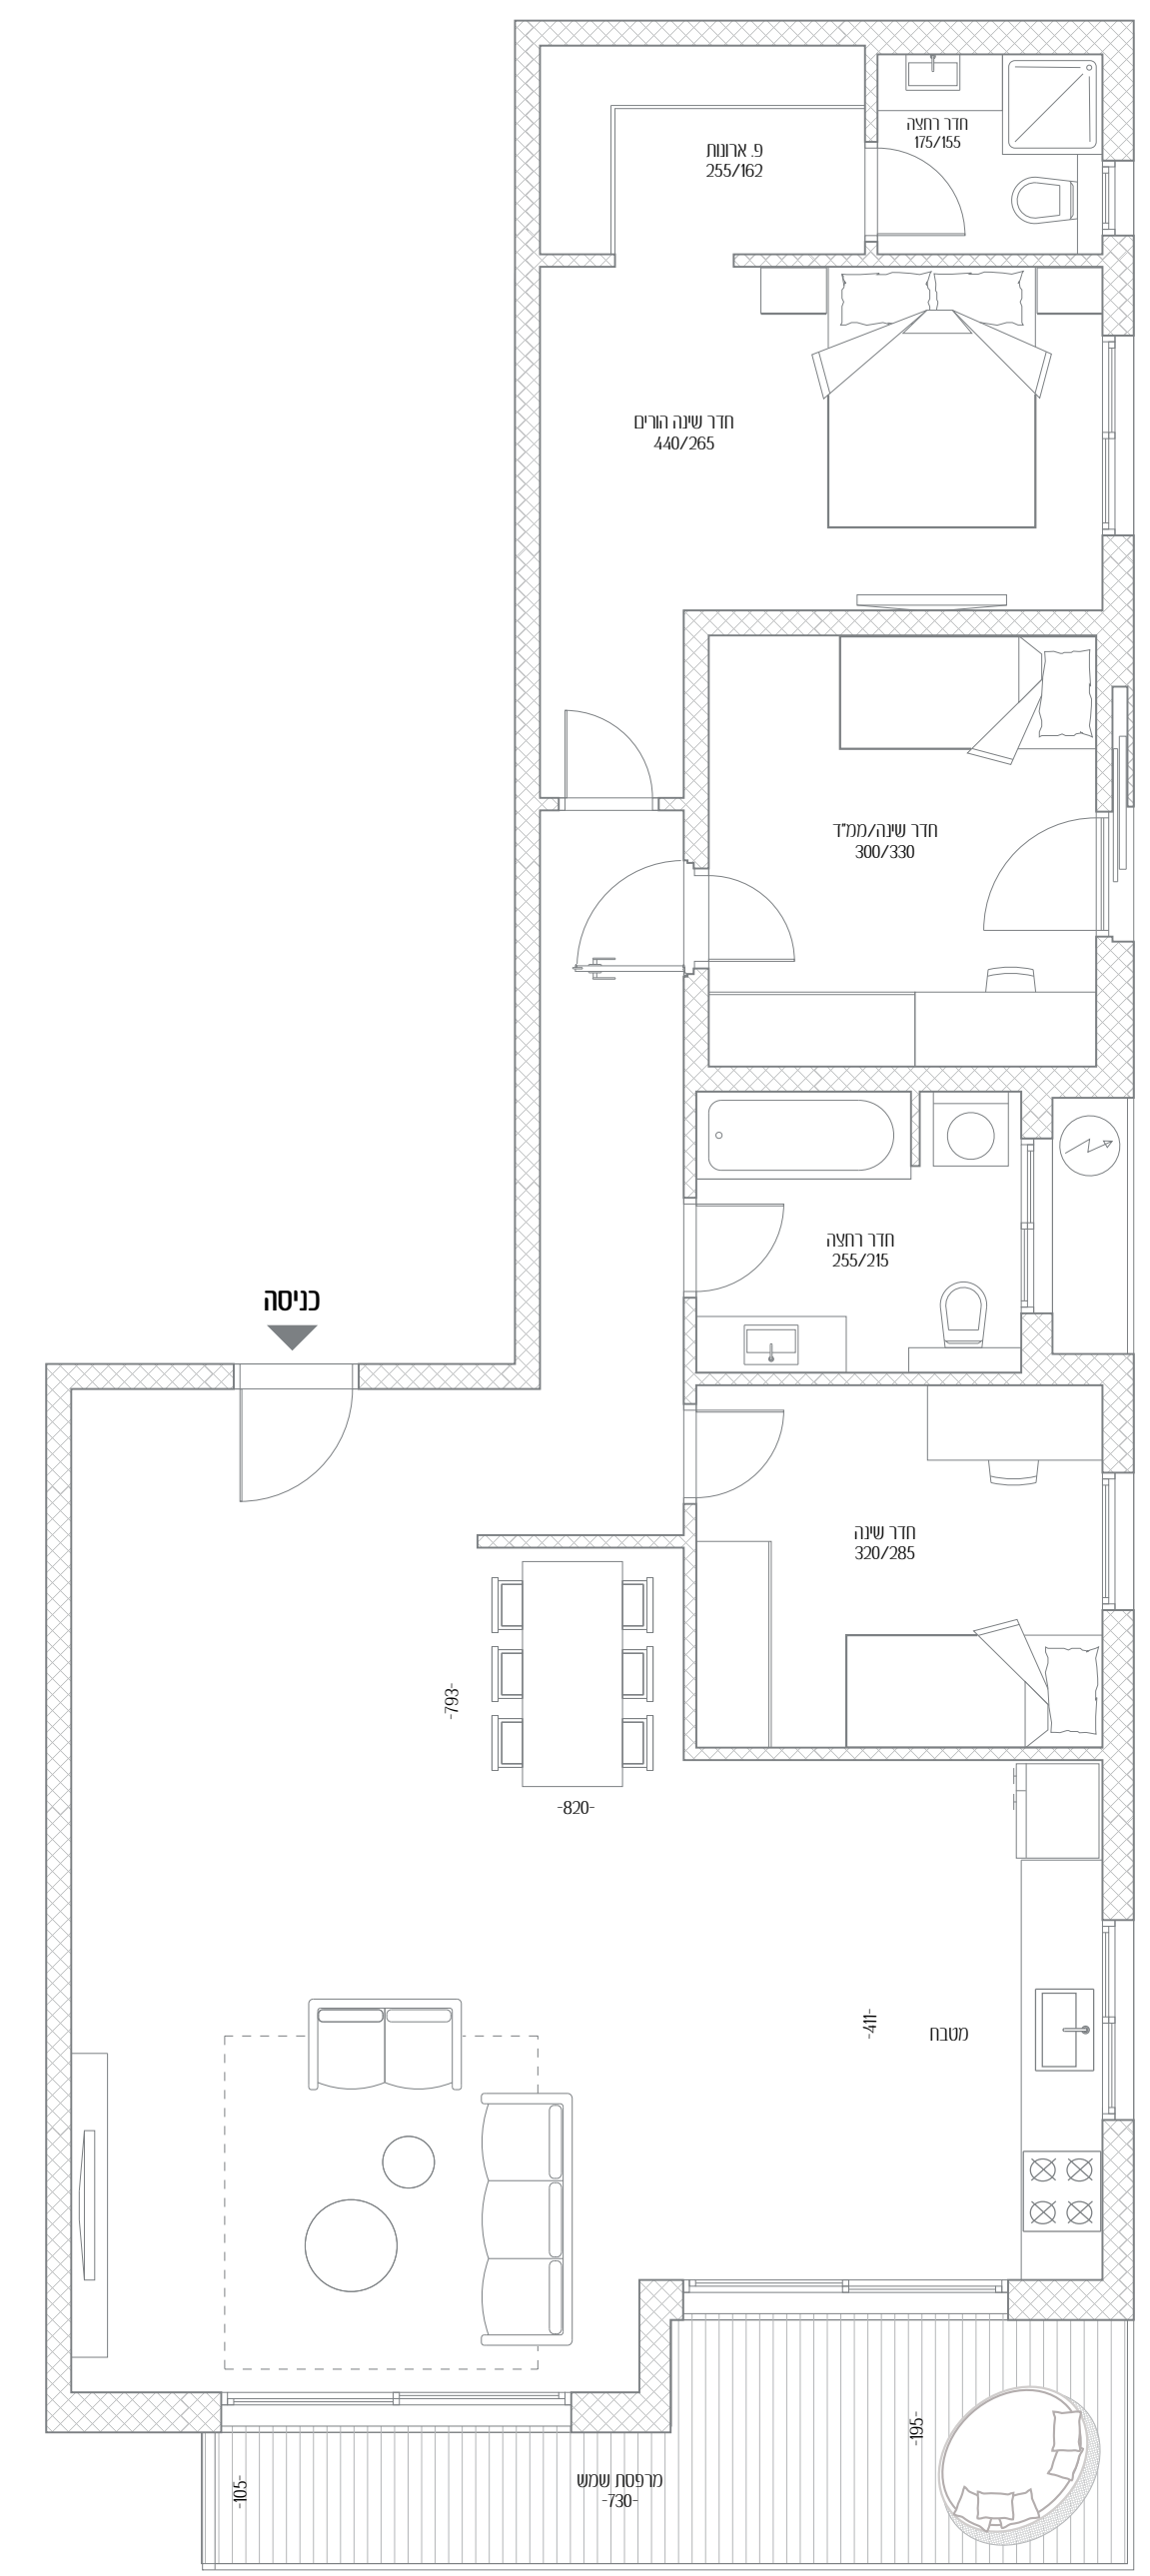 חדר רחצה
175/155
פ. ארונות
255/162
חדר שינה הורים
440/265
חדר שינה/ממ"ד
300/330
חדר רחצה
255/215
כניסה
חדר שינה
320/285
-793-
-820-
-411-
מטבח
-195-
מרפסת שמש
-730-
-105-